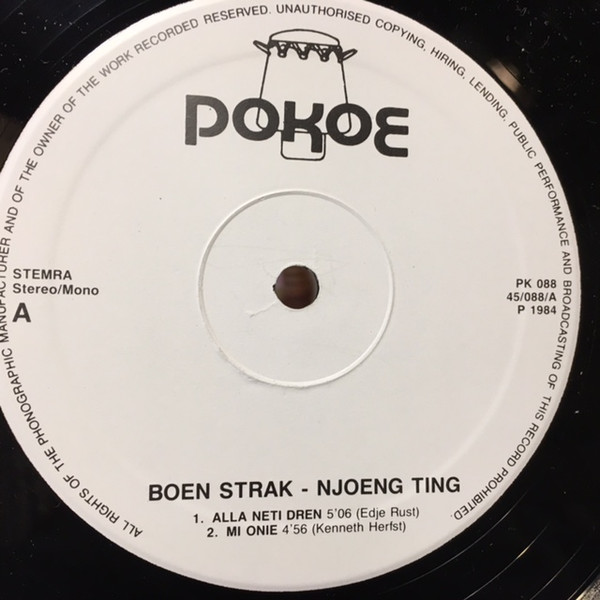 ALL RIGHTS OF THE PHONOGRAPHIC MANUFACTURER AND OF THE OWNER OF THE WORK RECORDED RESERVED. UNAUTHORISED COPYING, HIRING, LENDING, PUBLIC PERFORMANCE AND BROADCASTING OF THIS RECORD PROHIBITED.
POKOE
STEMRA
Stereo/Mono
A
PK 088
45/088/A
P 1984
BOEN STRAK - NJOENG TING
1. ALLA NETI DREN 5'06 (Edje Rust)
2. MI ONIE 4'56 (Kenneth Herfst)